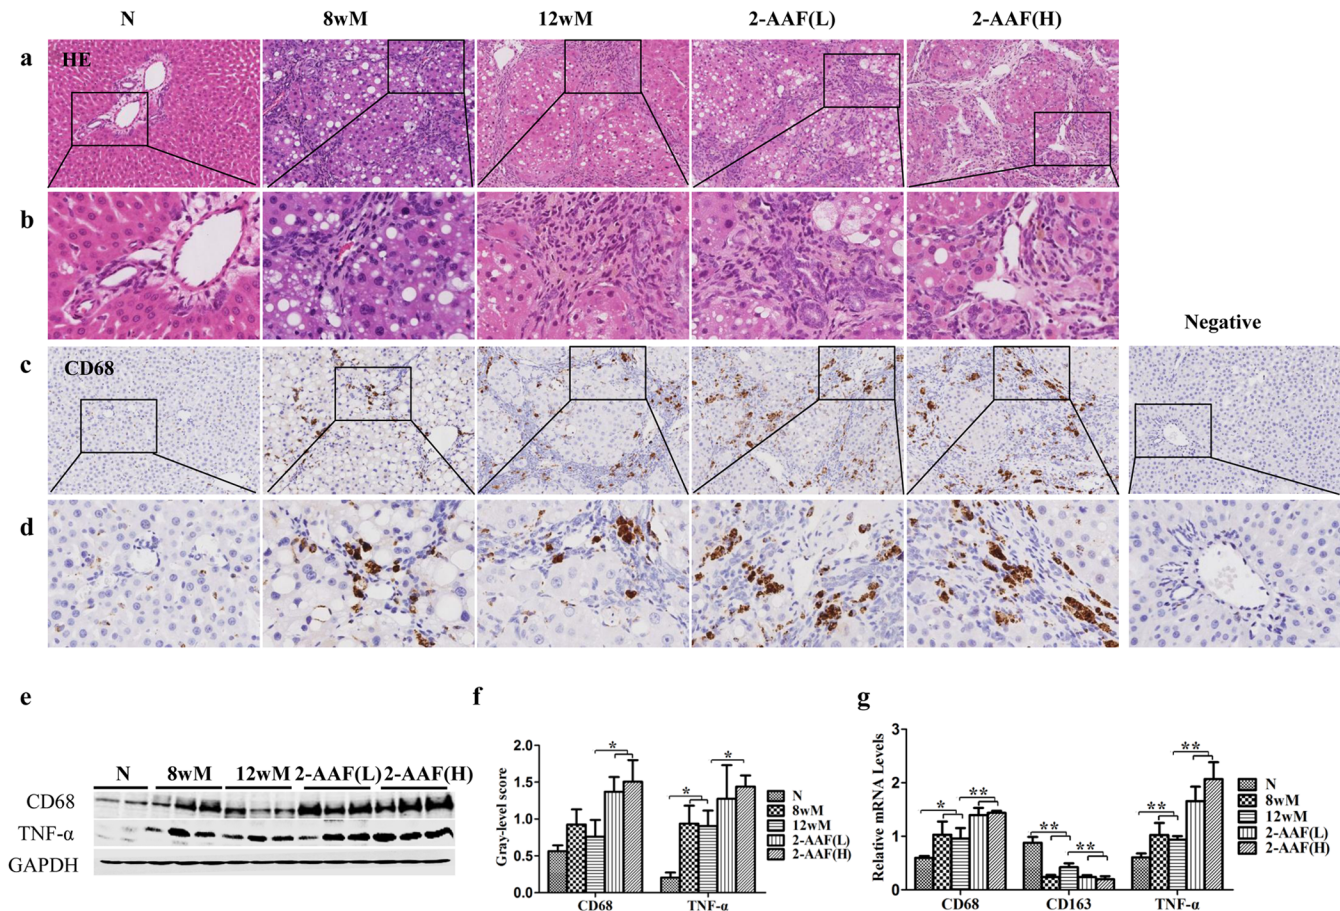 N 8wM 12wM 2-AAF(L) 2-AAF(H)
a HE
b
Negative
c CD68
d
e f g
N 8wM 12wM 2-AAF(L) 2-AAF(H)
CD68
TNF-α
GAPDH
Gray-level score
2.0
1.5
1.0
0.5
0.0
* * *
CD68 TNF-α
N
8wM
12wM
2-AAF(L)
2-AAF(H)
Relative mRNA Levels
3
2
1
0
* ** ** ** ** **
CD68 CD163 TNF-α
N
8wM
12wM
2-AAF(L)
2-AAF(H)